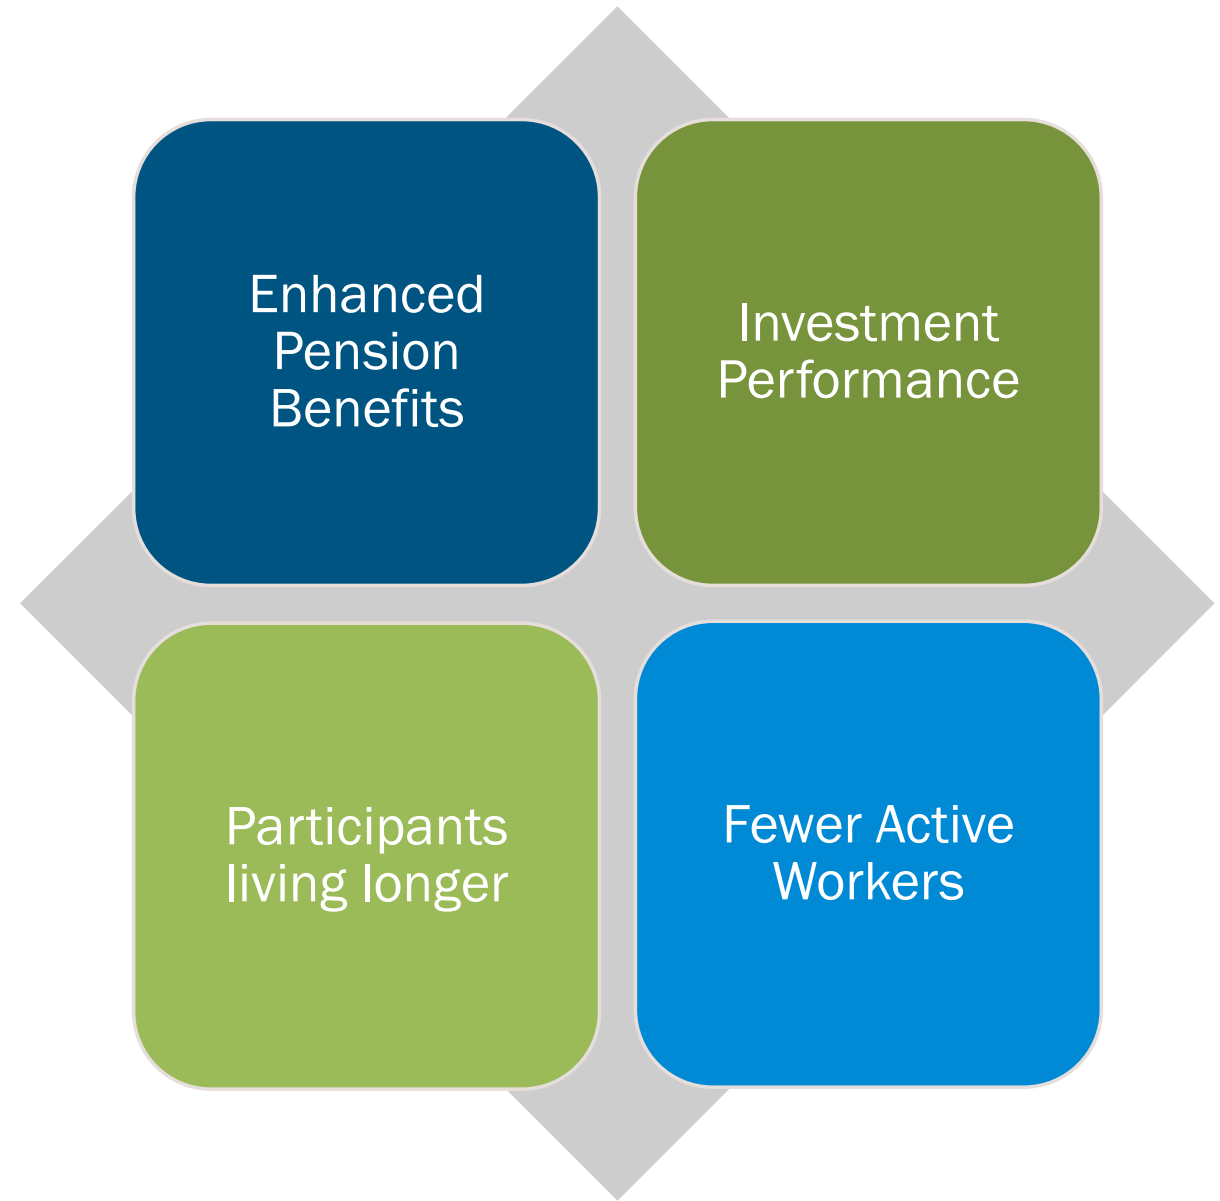 Enhanced
Pension
Benefits
Investment
Performance
Participants
living longer
Fewer Active
Workers